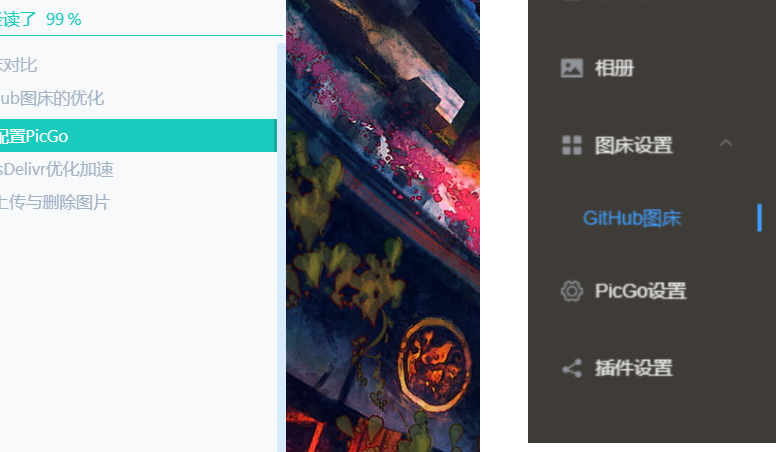 读了 99 %
对比
ub图床的优化
配置PicGo
sDelivr优化加速
上传与删除图片
相册
图床设置
GitHub图床
PicGo设置
插件设置